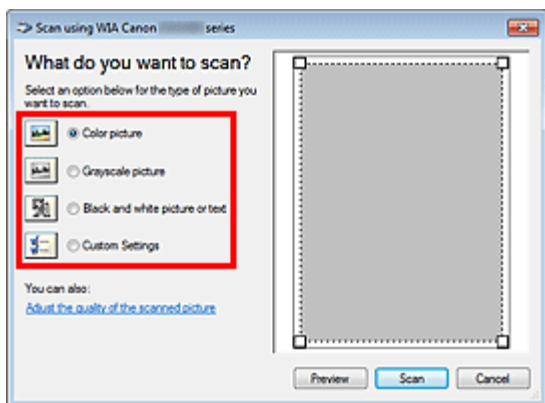 Scan using WIA Canon series
What do you want to scan?
Select an option below for the type of picture you
want to scan.
Color picture
Grayscale picture
Black and white picture or text
Custom Settings
You can also:
Adjust the quality of the scanned picture
Preview
Scan
Cancel